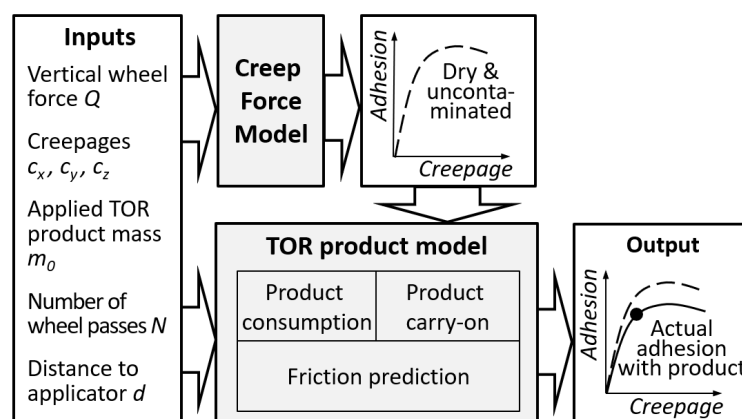 Inputs
Vertical wheel
force Q
Creepages
cx, cy, cz
Applied TOR
product mass
m0
Number of
wheel passes N
Distance to
applicator d
Creep
Force
Model
Adhesion
Dry &
unconta-
minated
Creepage
TOR product model
Product
consumption
Product
carry-on
Friction prediction
Output
Adhesion
Actual
adhesion
with product
Creepage